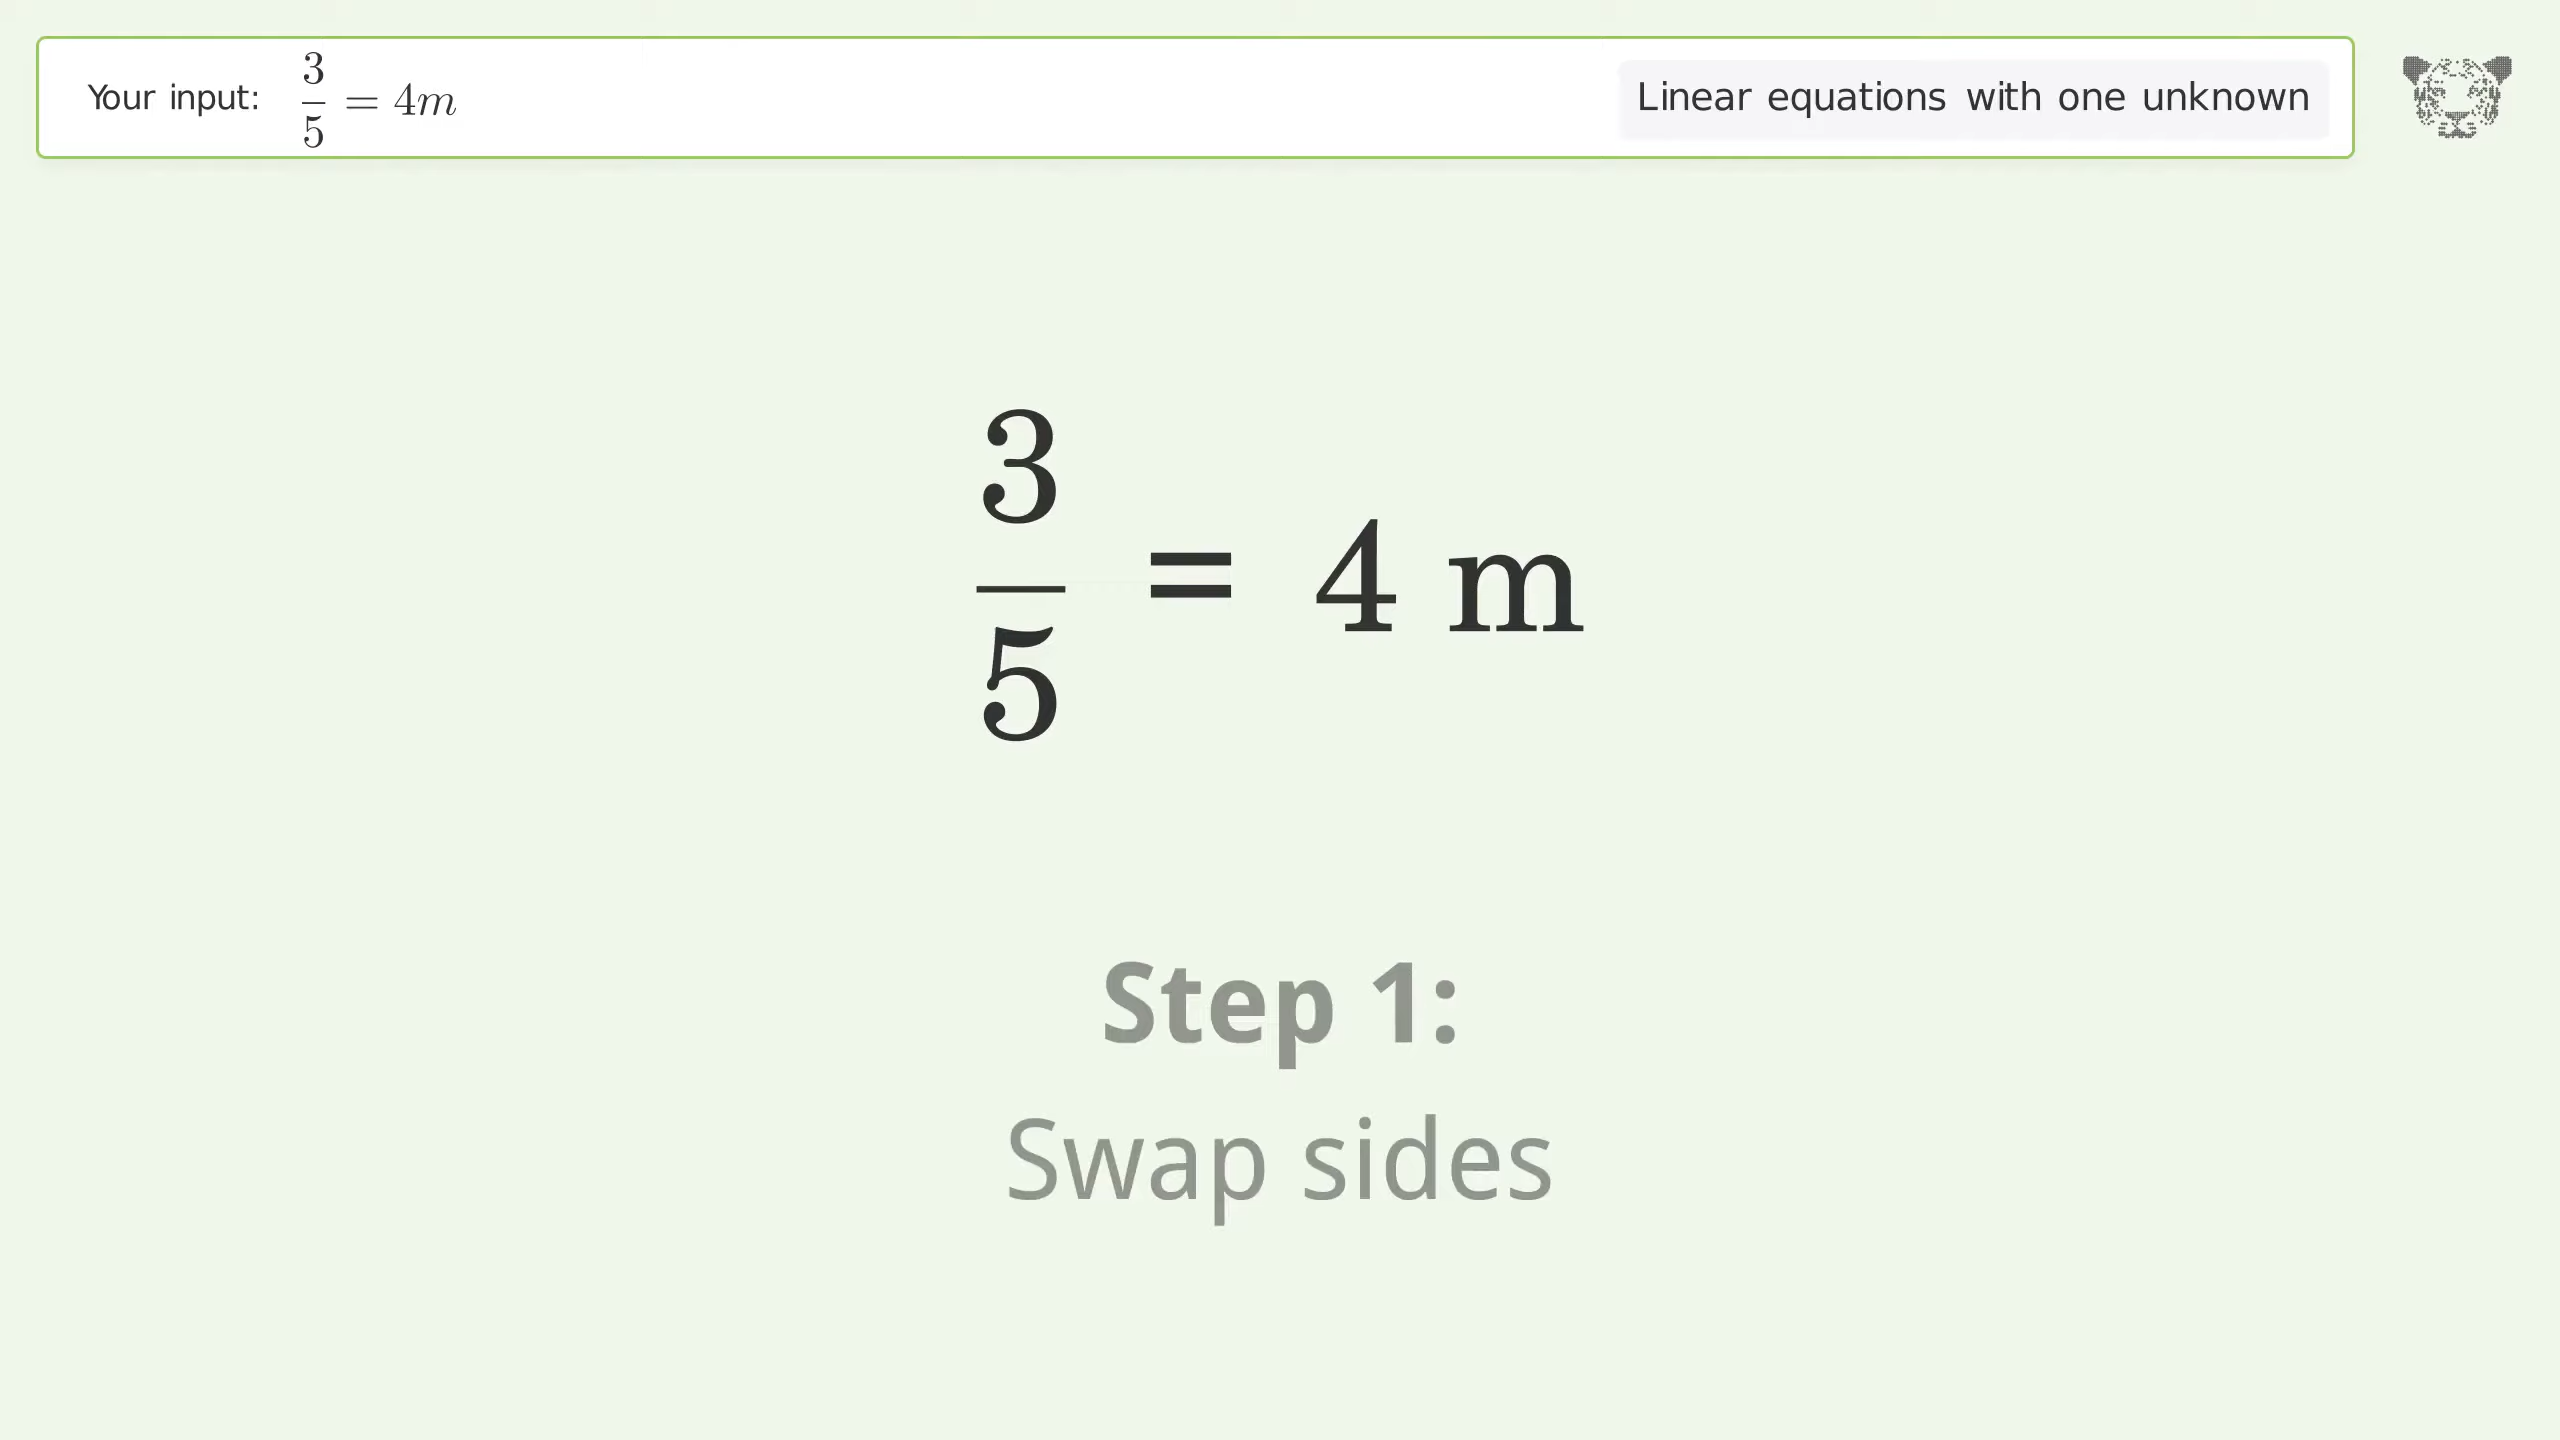 Your input: 3/5 = 4m
Linear equations with one unknown
3/5 = 4 m
Step 1:
Swap sides